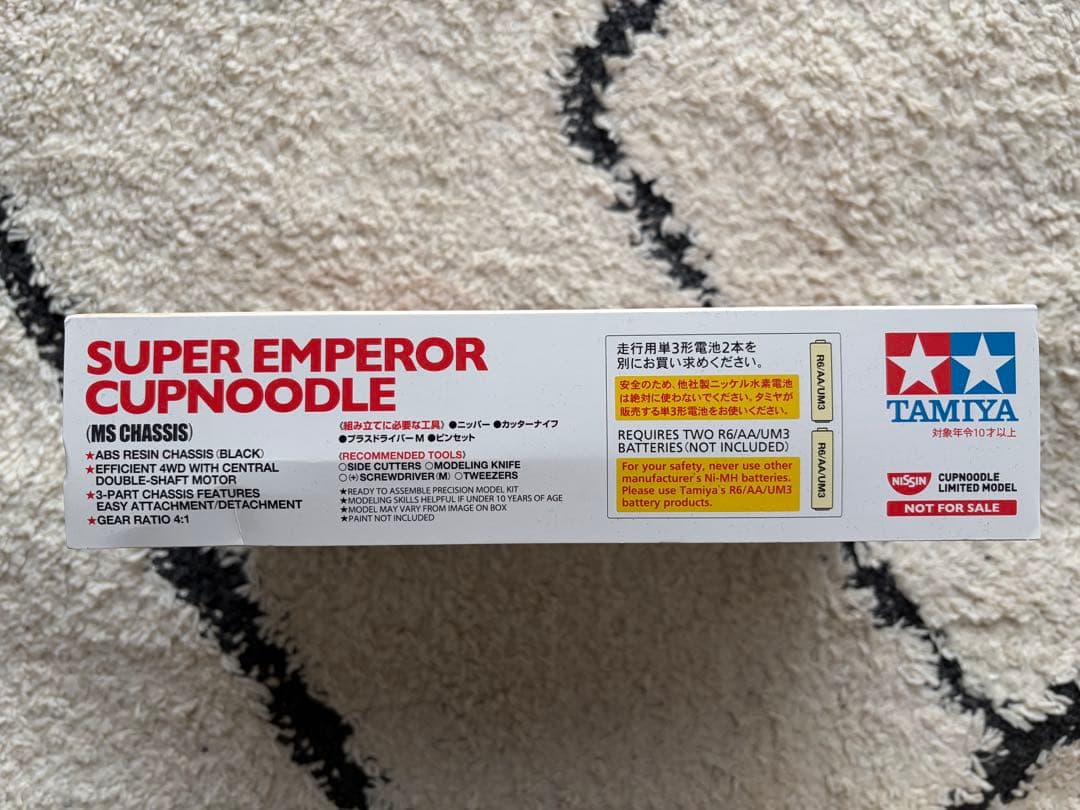 SUPER EMPEROR
CUPNOODLE
(MS CHASSIS)
★ABS RESIN CHASSIS (BLACK)
★EFFICIENT 4WD WITH CENTRAL
DOUBLE-SHAFT MOTOR
★3-PART CHASSIS FEATURES
EASY ATTACHMENT/DETACHMENT
★GEAR RATIO 4:1
《組み立てに必要な工具》 ●ニッパー ●カッターナイフ
●プラスドライバー M ●ピンセット
《RECOMMENDED TOOLS》
○SIDE CUTTERS ○MODELING KNIFE
○(+) SCREWDRIVER (M) ○TWEEZERS
★READY TO ASSEMBLE PRECISION MODEL KIT
★MODELING SKILLS HELPFUL IF UNDER 10 YEARS OF AGE
★MODEL MAY VARY FROM IMAGE ON BOX
★PAINT NOT INCLUDED
走行用単3形電池2本を
別にお買い求めください。
安全のため、他社製ニッケル水素電池
は絶対に使わないでください。タミヤが
販売する単3形電池をお使いください。
REQUIRES TWO R6/AA/UM3
BATTERIES (NOT INCLUDED)
For your safety, never use other
manufacturer's Ni-MH batteries.
Please use Tamiya's R6/AA/UM3
battery products.
R6/AA/UM3
R6/AA/UM3
TAMIYA
対象年令10才以上
NISSIN
CUPNOODLE
LIMITED MODEL
NOT FOR SALE